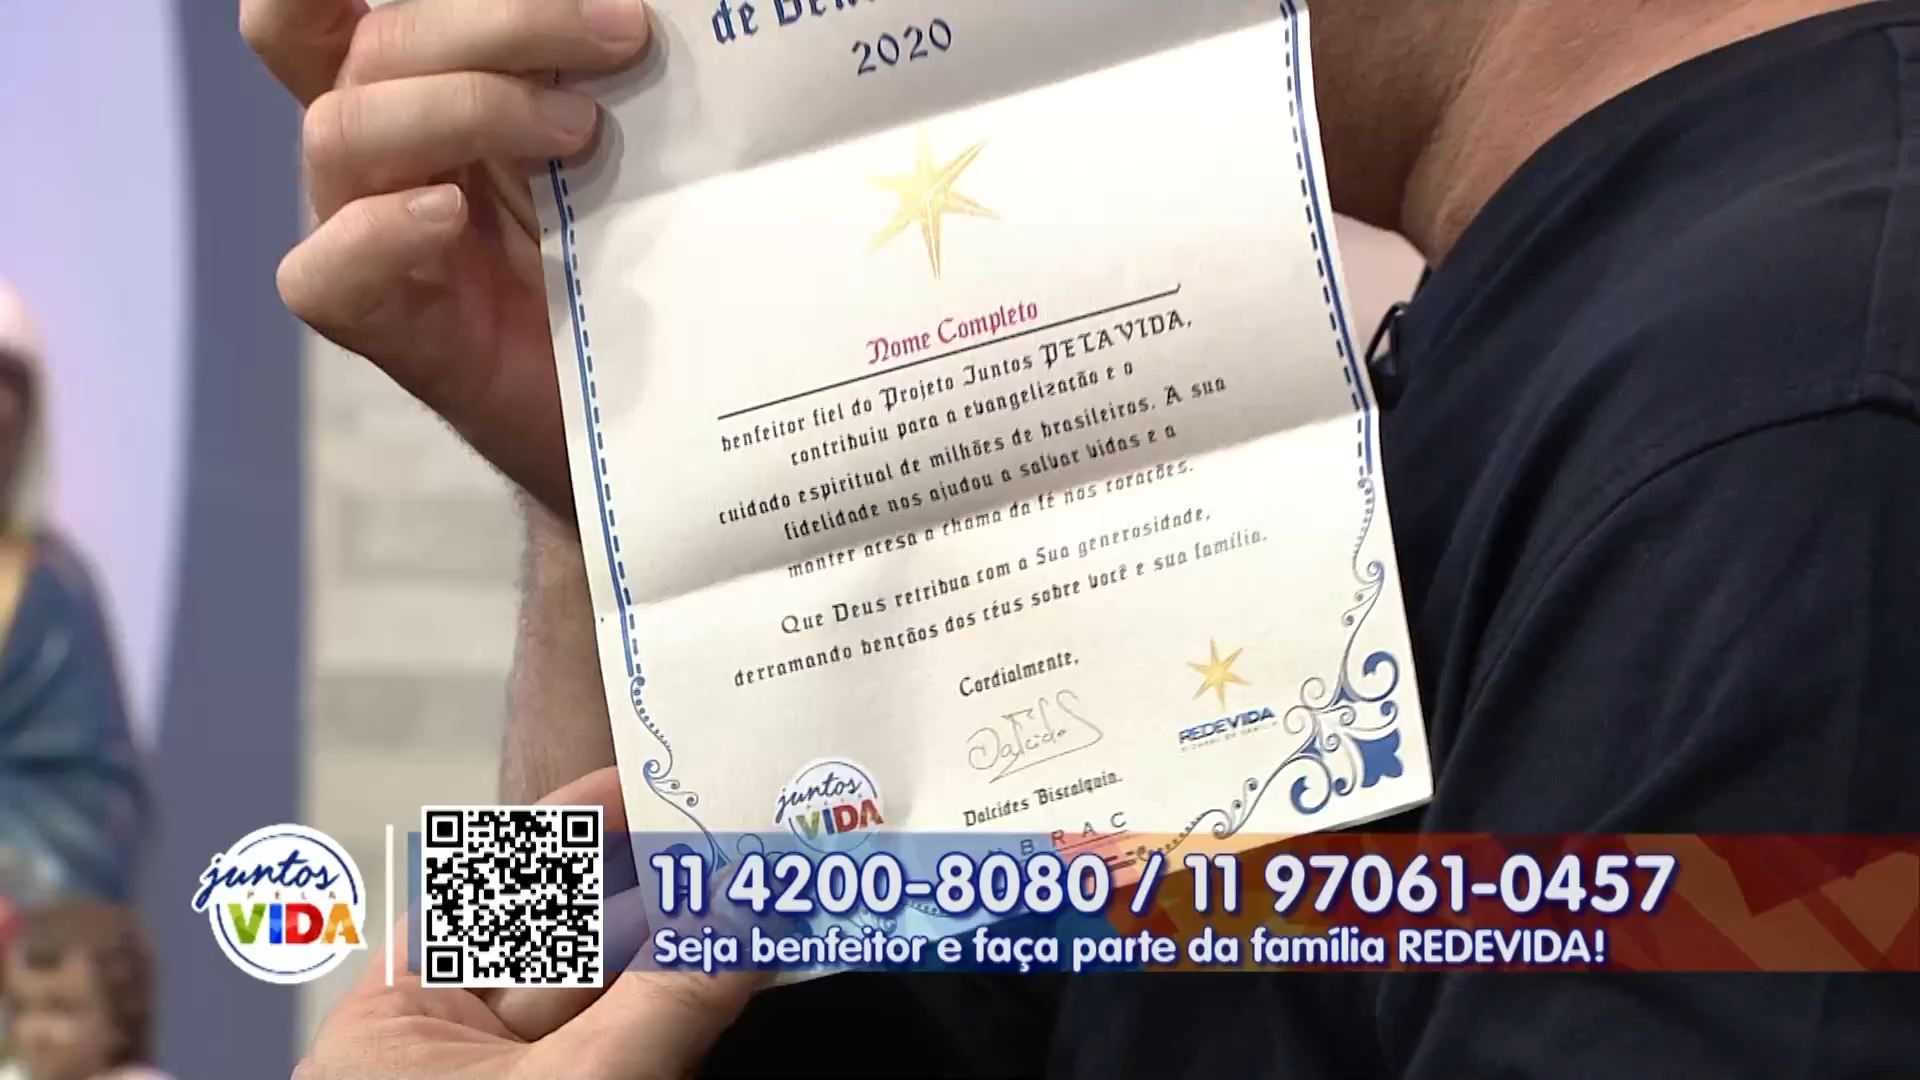 de
2020
Nome Completo
benfeitor fiel do Projeto Juntos PELA VIDA,
contribuiu para a evangelização e o
cuidado espiritual de milhões de brasileiros. A sua
fidelidade nos ajudou a salvar vidas e a
manter acesa a chama da fé nos corações.
Que Deus retribua com a Sua generosidade,
derramando bençãos dos céus sobre você e sua família.
Cordialmente,
REDEVIDA
juntos
VIDA
Dalcides Biscalquin.
juntos
PELA
VIDA
11 4200-8080 / 11 97061-0457
Seja benfeitor e faça parte da família REDEVIDA!